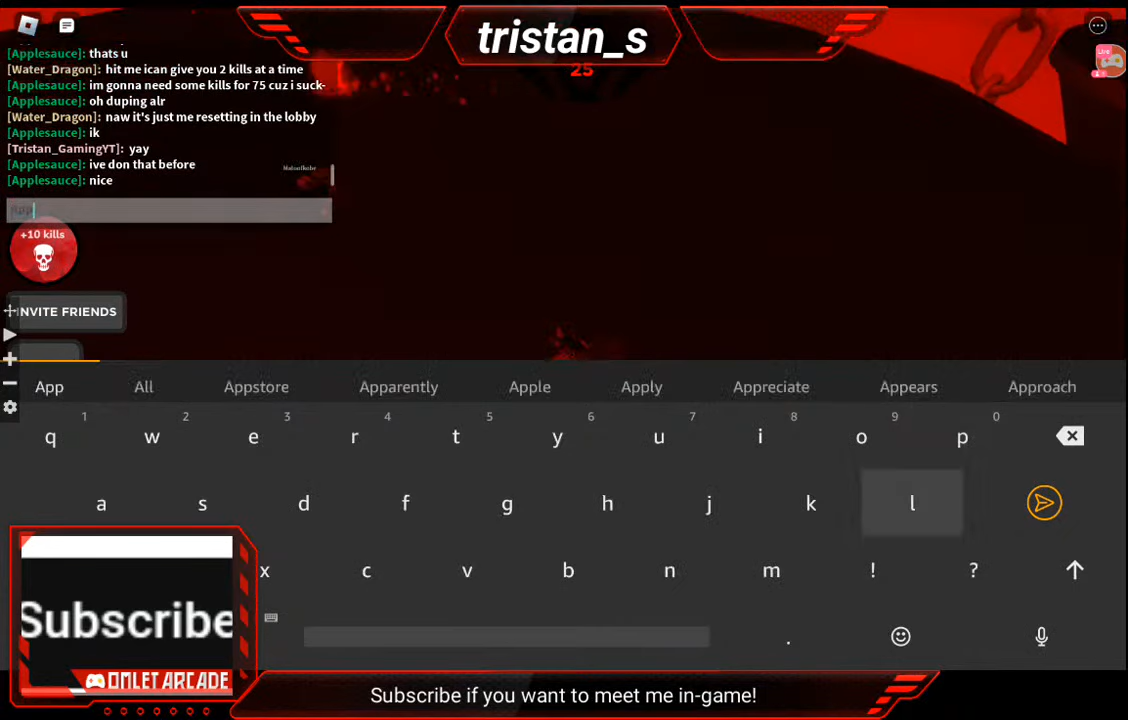 tristan_s
25
[Applesauce]: thats u
[Water_Dragon]: hit me ican give you 2 kills at a time
[Applesauce]: im gonna need some kills for 75 cuz i suck-
[Applesauce]: oh duping alr
[Water_Dragon]: naw it's just me resetting in the lobby
[Applesauce]: ik
[Tristan_GamingYT]: yay
[Applesauce]: ive don that before
[Applesauce]: nice
Live
App
+10 kills
INVITE FRIENDS
App All Appstore Apparently Apple Apply Appreciate Appears Approach
1 2 3 4 5 6 7 8 9 0
q w e r t y u i o p
a s d f g h j k l
x c v b n m ! ?
.
Subscribe
OMLET ARCADE
Subscribe if you want to meet me in-game!